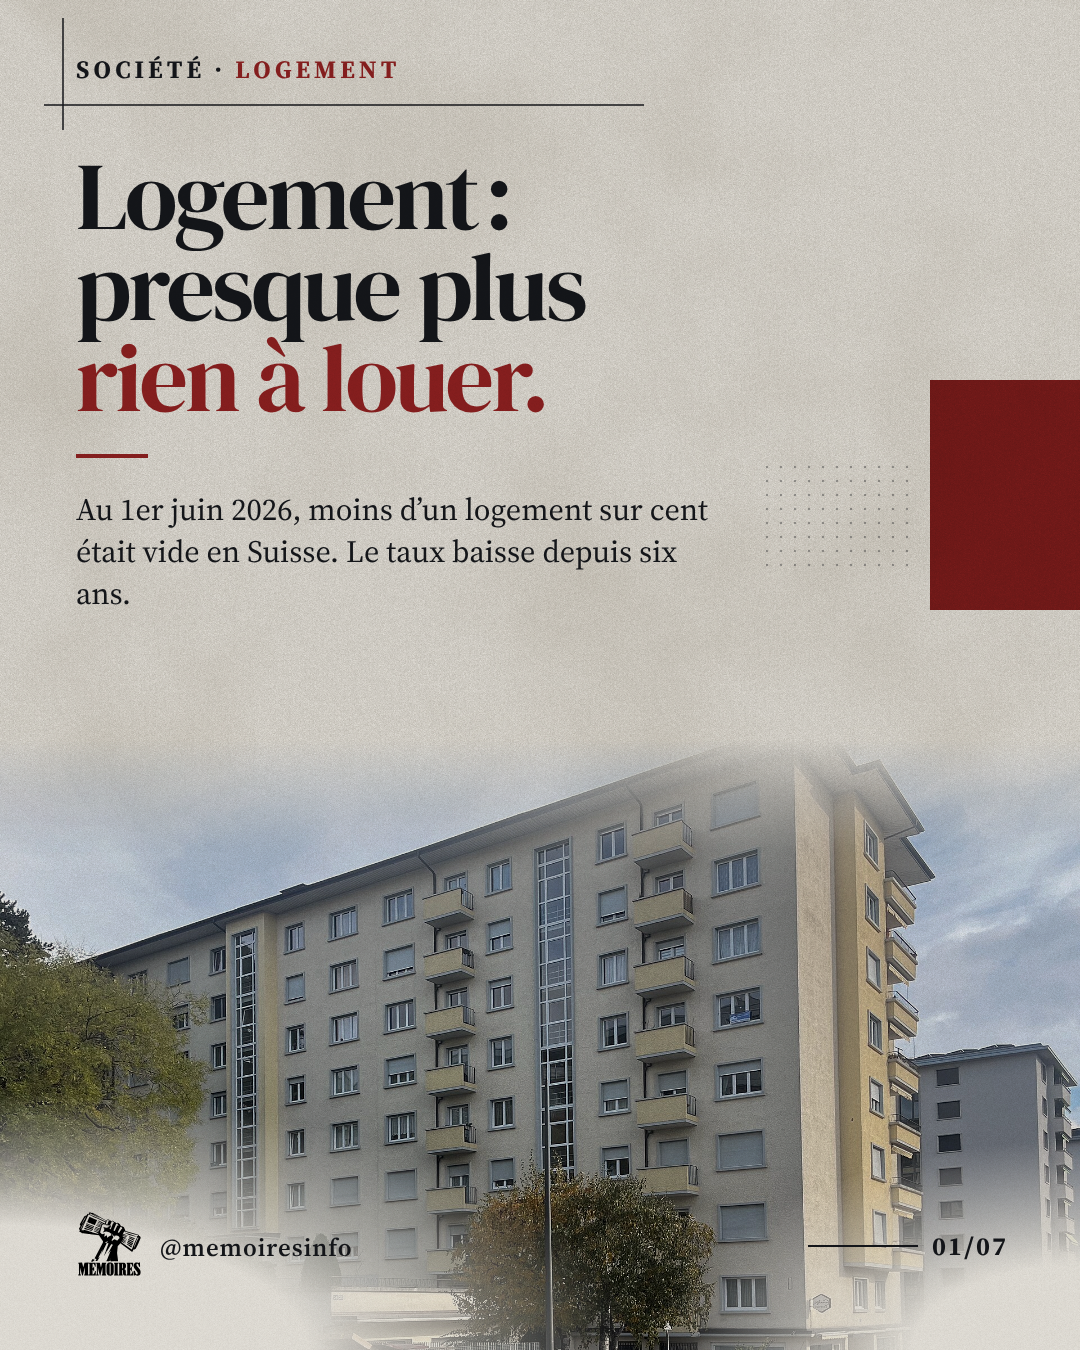 SOCIÉTÉ · LOGEMENT
Logement :
presque plus
rien à louer.
Au 1er juin 2026, moins d’un logement sur cent
était vide en Suisse. Le taux baisse depuis six
ans.
MÉMOIRES
@memoiresinfo
01/07